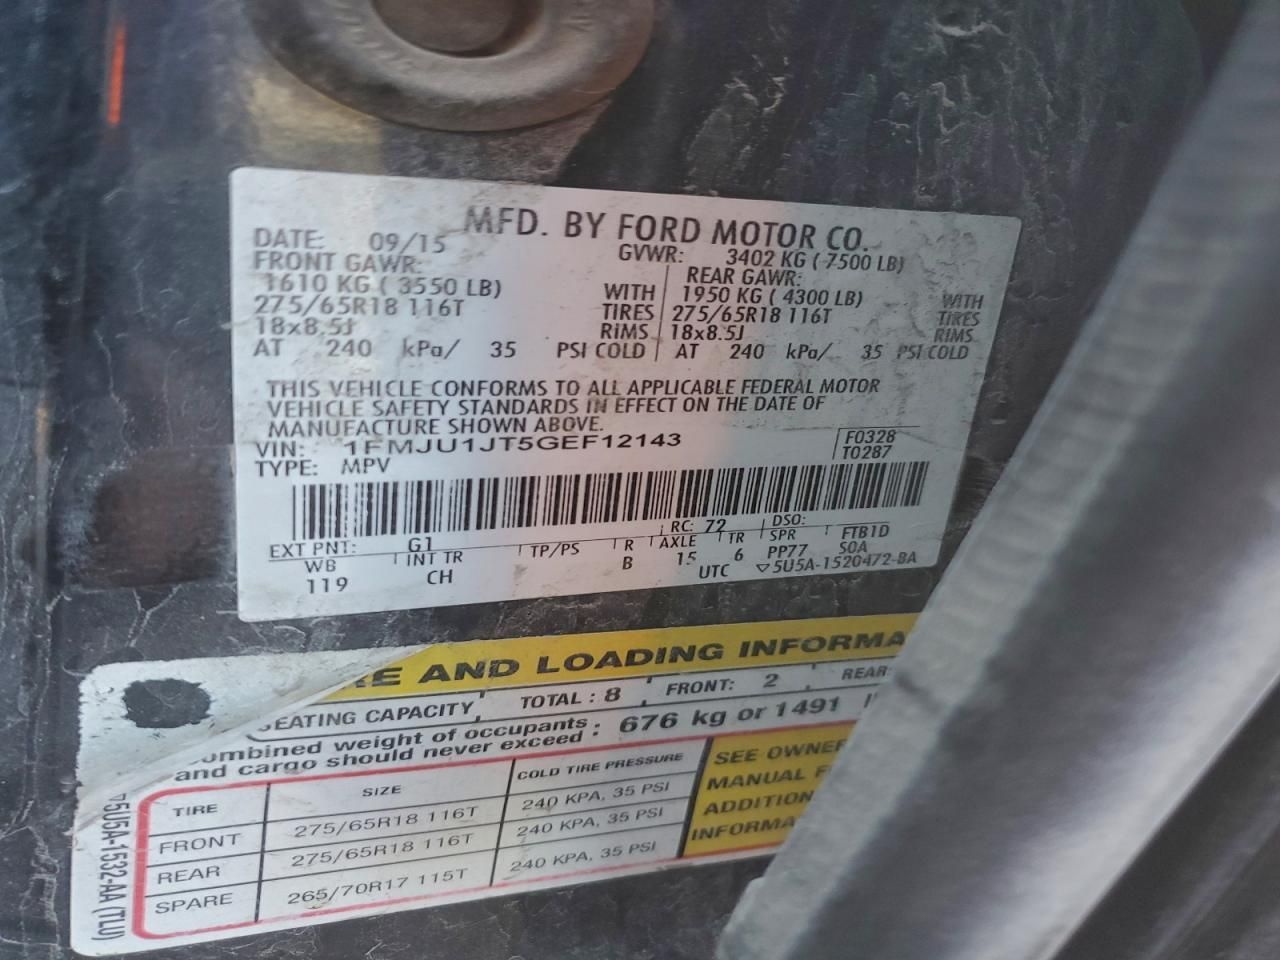 MFD. BY FORD MOTOR CO.
DATE: 09/15 GVWR: 3402 KG ( 7500 LB)
FRONT GAWR: REAR GAWR:
1610 KG ( 3550 LB) WITH 1950 KG ( 4300 LB) WITH
275/65R18 116T TIRES 275/65R18 116T TIRES
18x8.5J RIMS 18x8.5J RIMS
AT 240 kPa/ 35 PSI COLD AT 240 kPa/ 35 PSI COLD
THIS VEHICLE CONFORMS TO ALL APPLICABLE FEDERAL MOTOR
VEHICLE SAFETY STANDARDS IN EFFECT ON THE DATE OF
MANUFACTURE SHOWN ABOVE.
VIN: 1FMJU1JT5GEF12143 F0328
TYPE: MPV T0287
RC: 72 DSO:
EXT PNT: G1 FTB1D
WB INT TR TP/PS R AXLE TR SPR S0A
119 CH B 15 6 PP77
UTC ▽5U5A-1520472-BA
RE AND LOADING INFORMA
SEATING CAPACITY TOTAL : 8 FRONT: 2 REAR:
ombined weight of occupants : 676 kg or 1491
and cargo should never exceed :
TIRE SIZE COLD TIRE PRESSURE
FRONT 275/65R18 116T 240 KPA, 35 PSI
REAR 275/65R18 116T 240 KPA, 35 PSI
SPARE 265/70R17 115T 240 KPA, 35 PSI
SEE OWNER
MANUAL F
ADDITION
INFORMA
▽5U5A-1532-AA (TLU)